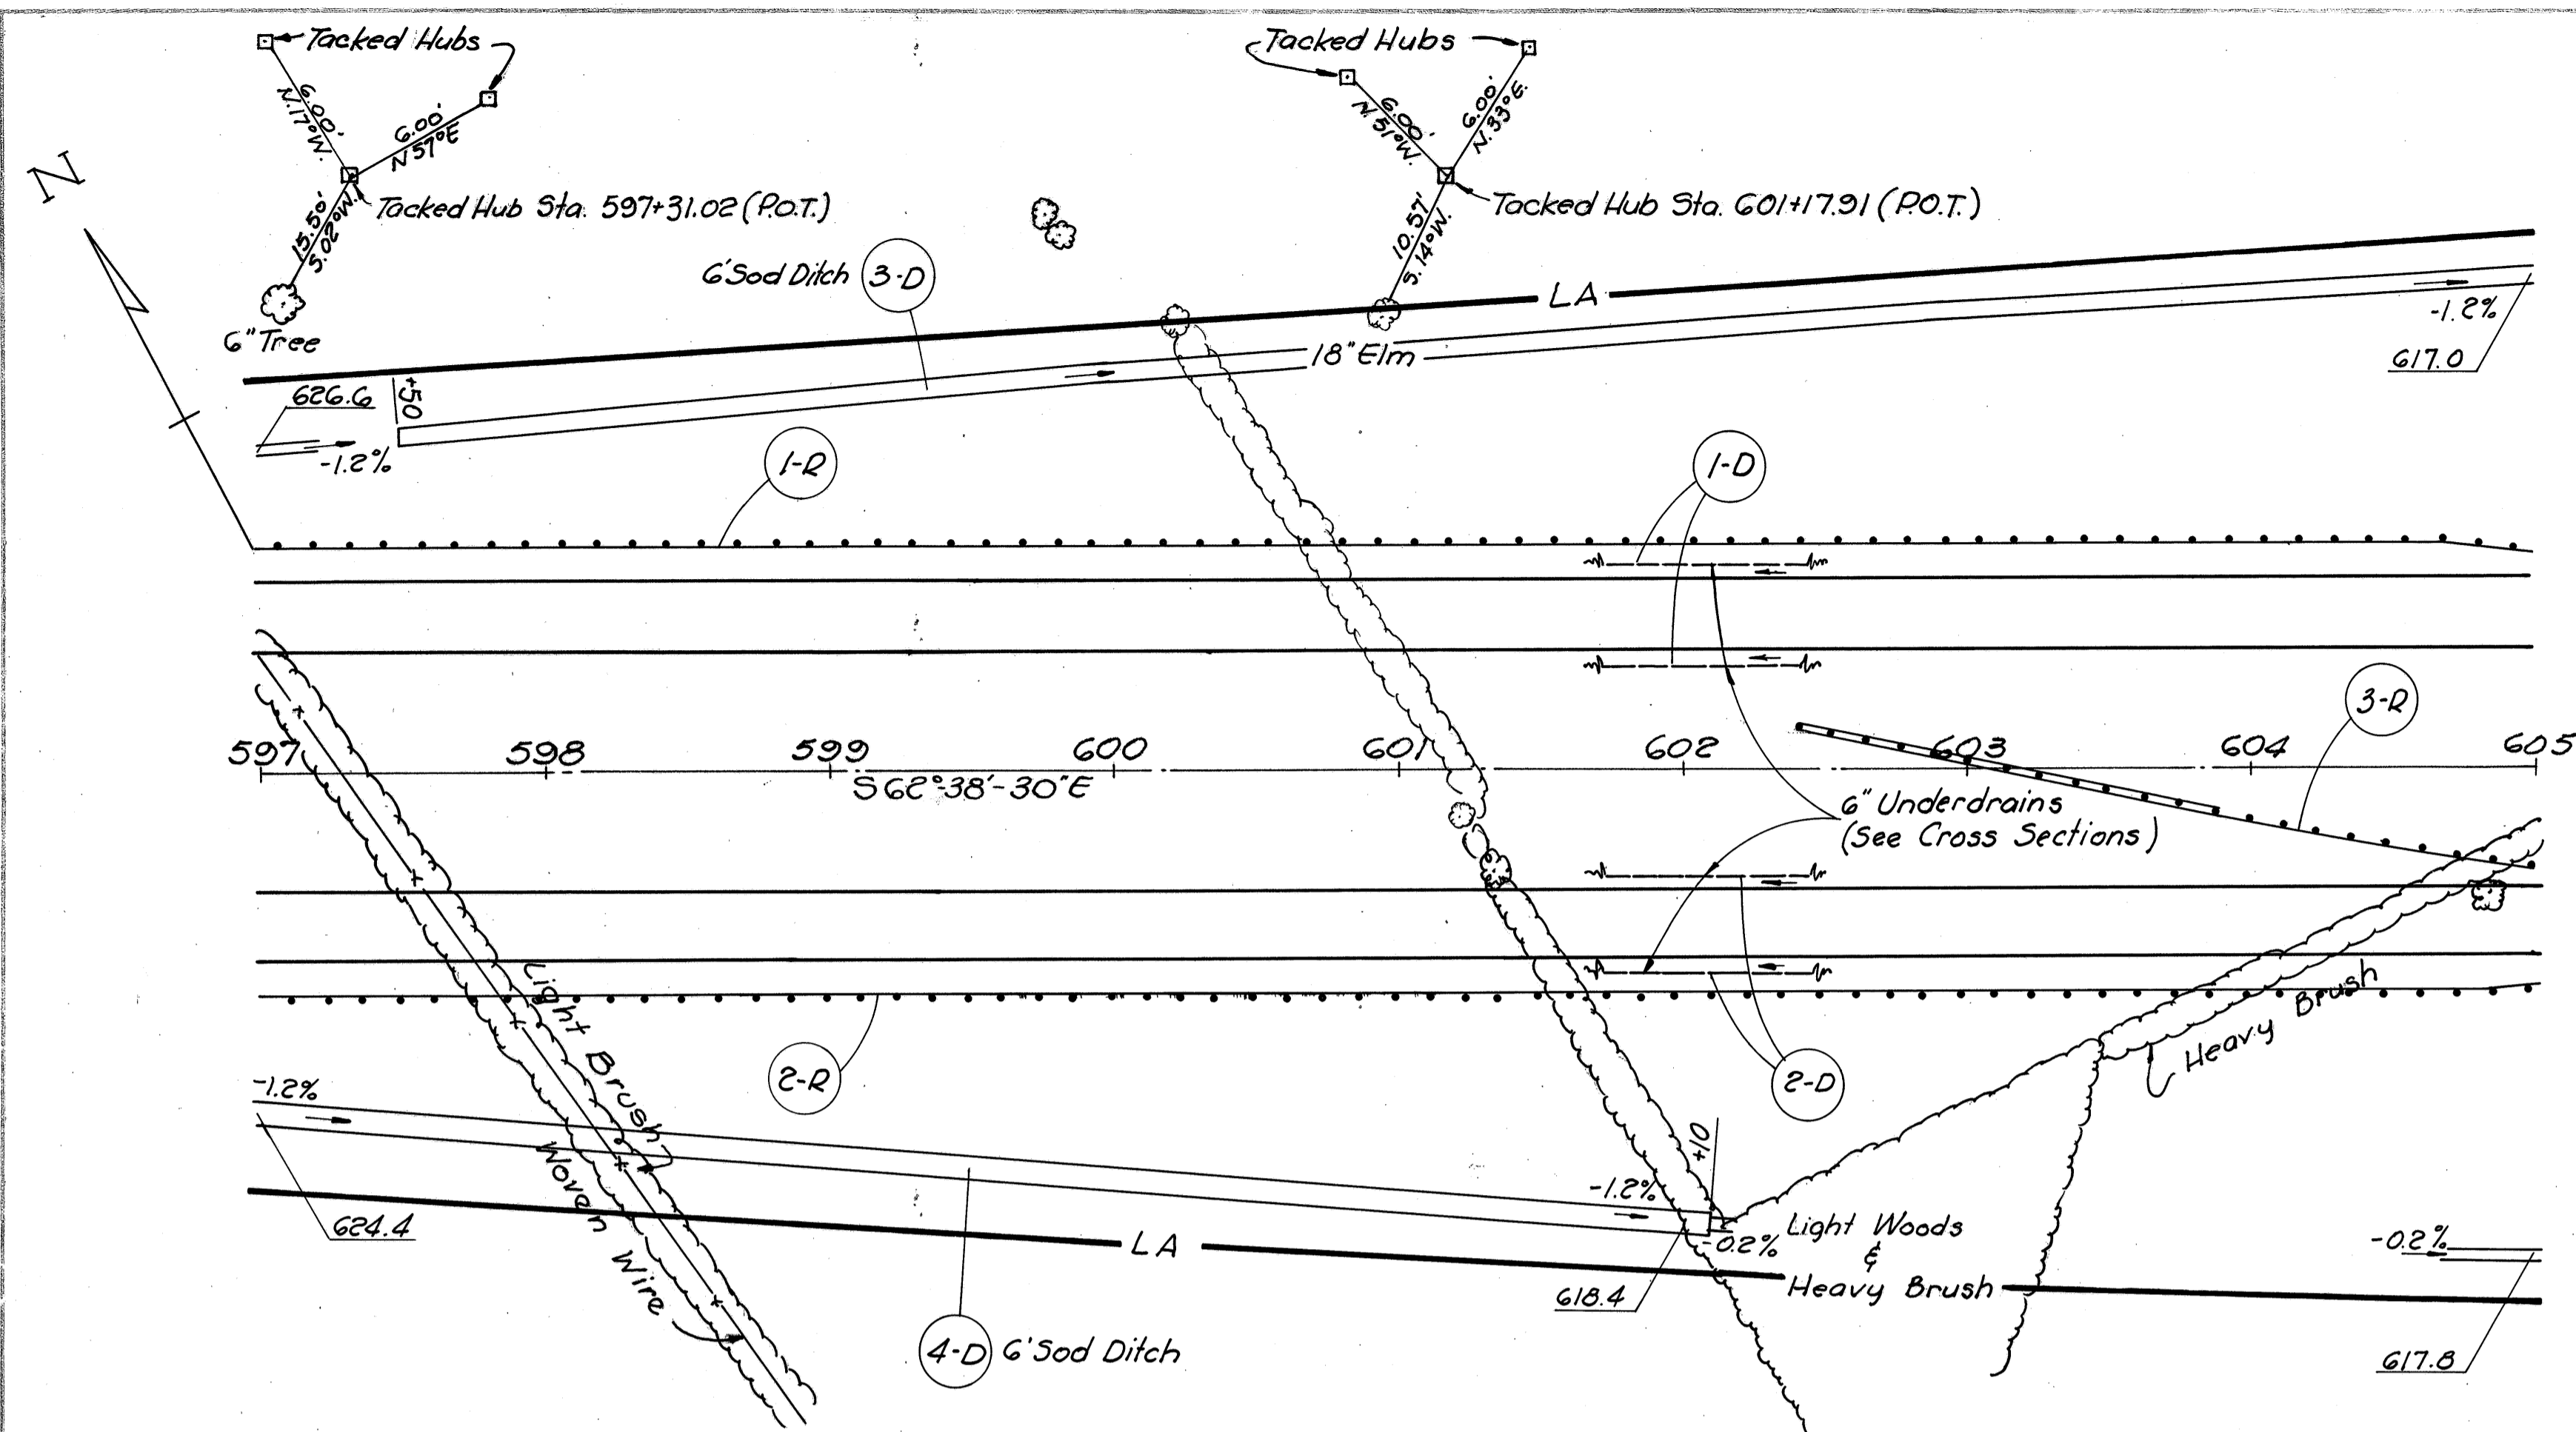 Tacked Hubs
Tacked Hubs
6.00'
N.17°W.
6.00'
N57°E
6.00'
N.51°W.
6.00'
N.33°E.
N
15.50'
S.02°W.
Tacked Hub Sta. 597+31.02 (P.O.T.)
10.57'
S.14°W.
Tacked Hub Sta. 601+17.91 (P.O.T.)
6'Sod Ditch 3-D
6"Tree
LA
18"Elm
-1.2%
617.0
626.6
+50
-1.2%
1-R
1-D
3-R
597 598 599 600 601 602 603 604 605
S62°-38'-30"E
6" Underdrains
(See Cross Sections)
Light Brush
Heavy Brush
2-R
2-D
-1.2%
Woven Wire
+10
-1.2%
624.4
LA
-0.2%
Light Woods
&
Heavy Brush
-0.2%
618.4
4-D 6'Sod Ditch
617.8